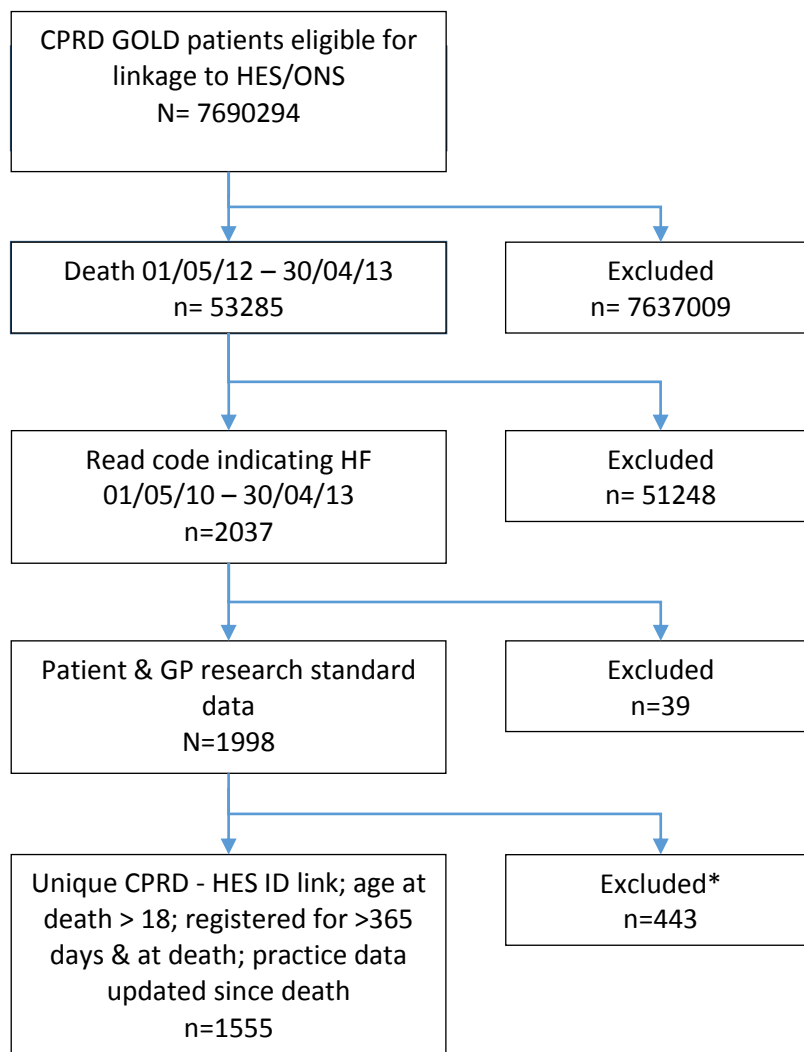 CPRD GOLD patients eligible for
linkage to HES/ONS
N= 7690294
Death 01/05/12 – 30/04/13
n= 53285
Excluded
n= 7637009
Read code indicating HF
01/05/10 – 30/04/13
n=2037
Excluded
n= 51248
Patient & GP research standard
data
N=1998
Excluded
n=39
Unique CPRD - HES ID link; age at
death > 18; registered for >365
days & at death; practice data
updated since death
n=1555
Excluded*
n=443